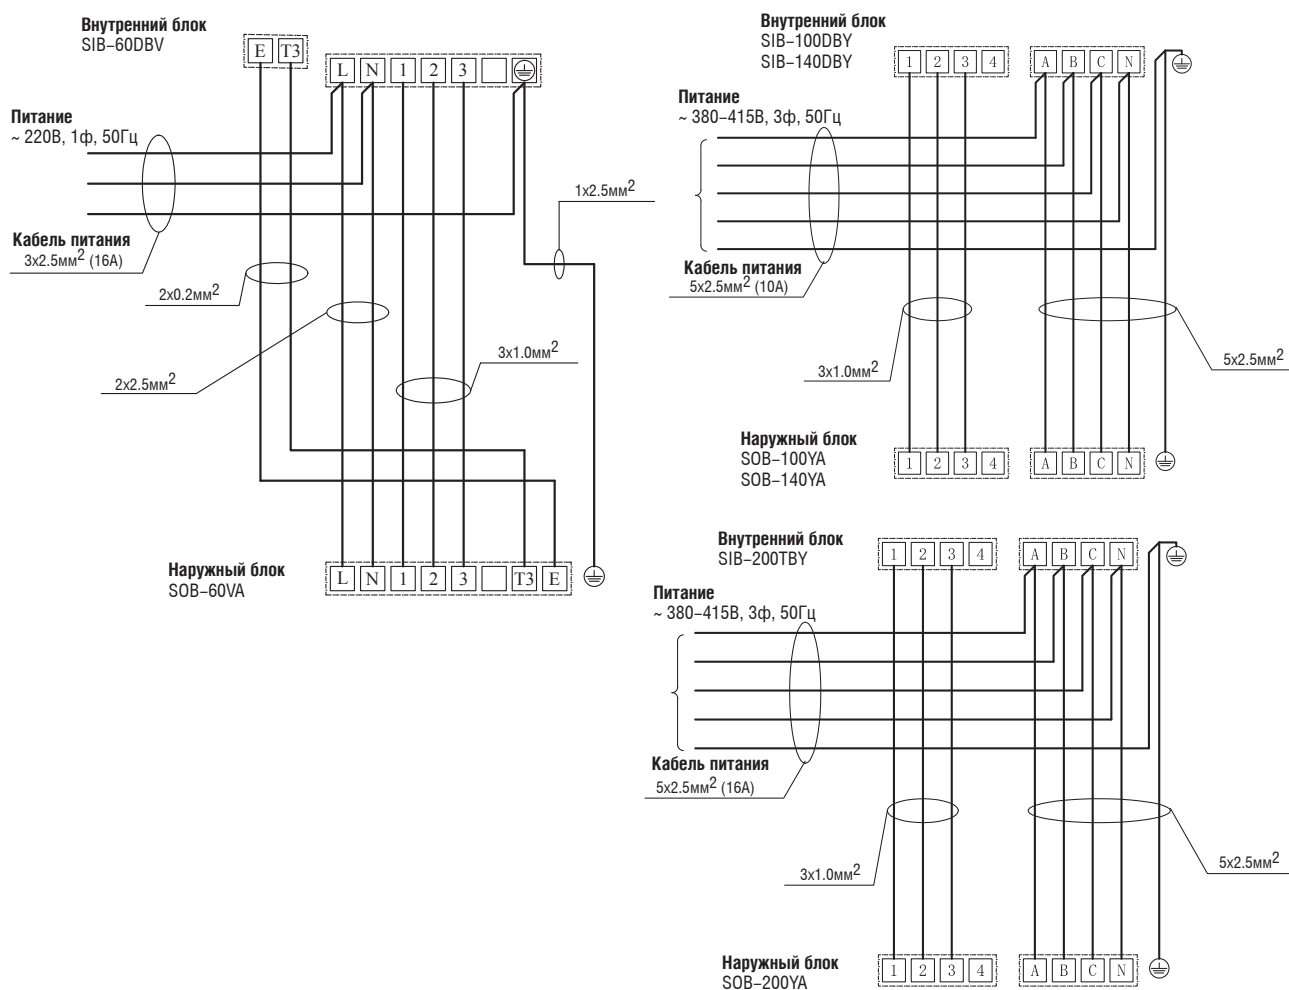 Внутренний блок
SIB–60DBV
E T3
L N 1 2 3
Питание
~ 220В, 1ф, 50Гц
Кабель питания
3x2.5мм2 (16А)
1x2.5мм2
2x0.2мм2
2x2.5мм2
3x1.0мм2
Наружный блок
SOB–60VA
L N 1 2 3 T3 E
Внутренний блок
SIB–100DBY
SIB–140DBY
1 2 3 4 A B C N
Питание
~ 380–415В, 3ф, 50Гц
Кабель питания
5x2.5мм2 (10А)
3x1.0мм2
5x2.5мм2
Наружный блок
SOB–100YA
SOB–140YA
1 2 3 4 A B C N
Внутренний блок
SIB–200TBY
1 2 3 4 A B C N
Питание
~ 380–415В, 3ф, 50Гц
Кабель питания
5x2.5мм2 (16А)
3x1.0мм2
5x2.5мм2
Наружный блок
SOB–200YA
1 2 3 4 A B C N